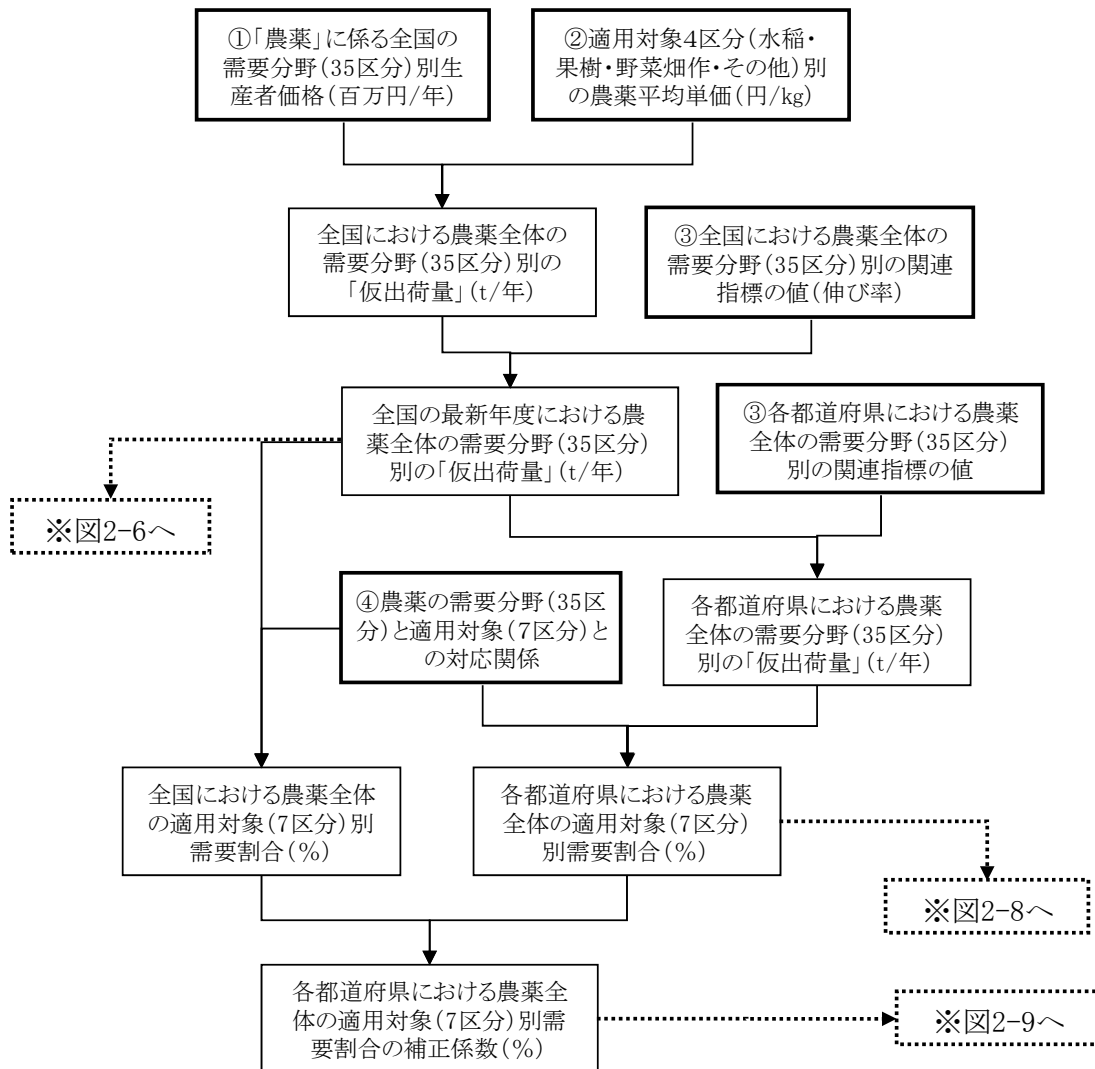 ①「農薬」に係る全国の
需要分野(35区分)別生
産者価格(百万円/年)
②適用対象4区分(水稲・
果樹・野菜畑作・その他)別
の農薬平均単価(円/kg)
全国における農薬全体の
需要分野(35区分)別の
「仮出荷量」(t/年)
③全国における農薬全体の
需要分野(35区分)別の関連
指標の値(伸び率)
全国の最新年度における農
薬全体の需要分野(35区分)
別の「仮出荷量」(t/年)
③各都道府県における農薬
全体の需要分野(35区分)
別の関連指標の値
※図2-6へ
④農薬の需要分野(35区
分)と適用対象(7区分)と
の対応関係
各都道府県における農薬
全体の需要分野(35区分)
別の「仮出荷量」(t/年)
全国における農薬全体
の適用対象(7区分)別
需要割合(%)
各都道府県における農薬
全体の適用対象(7区分)
別需要割合(%)
※図2-8へ
各都道府県における農薬全
体の適用対象(7区分)別需
要割合の補正係数(%)
※図2-9へ